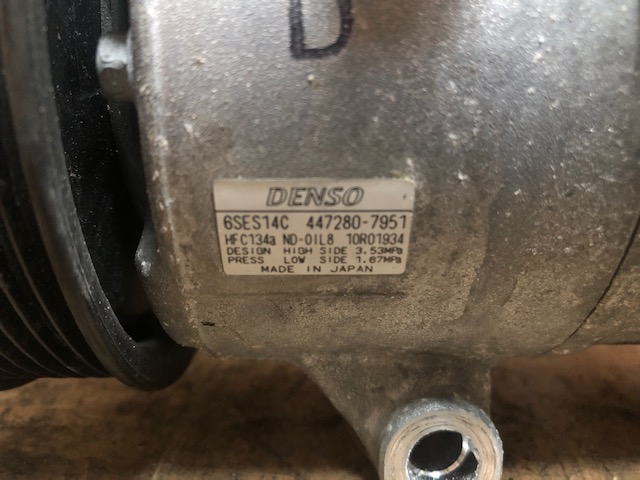 D
DENSO
6SES14C 447280-7951
HFC134a ND-OIL8 10R01934
DESIGN HIGH SIDE 3.53MPa
PRESS LOW SIDE 1.67MPa
MADE IN JAPAN